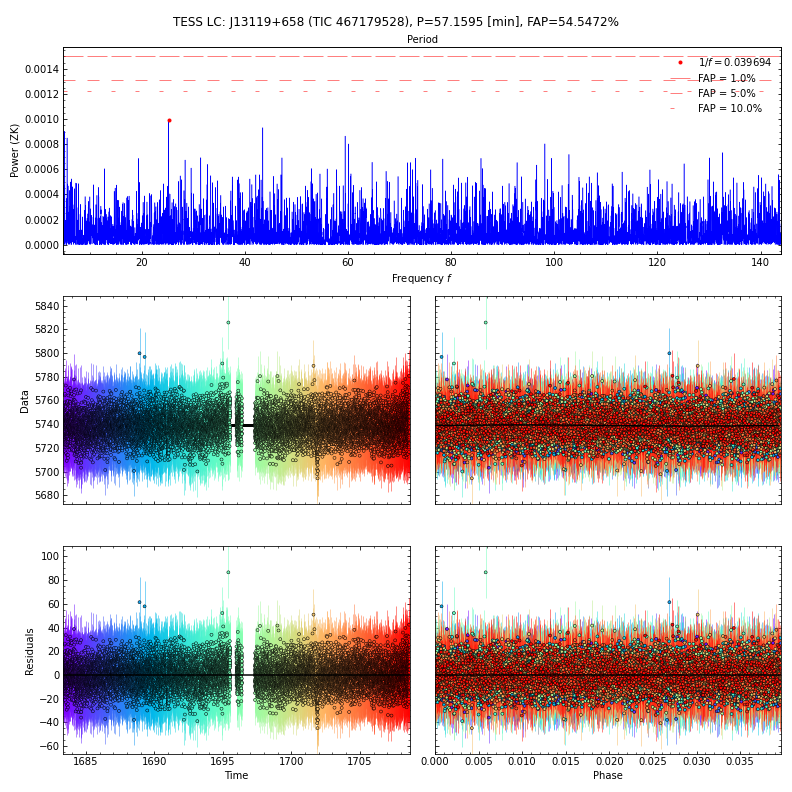 TESS LC: J13119+658 (TIC 467179528), P=57.1595 [min], FAP=54.5472%
Period
1/f = 0.039694
FAP = 1.0%
FAP = 5.0%
FAP = 10.0%
Power (ZK)
0.0014
0.0012
0.0010
0.0008
0.0006
0.0004
0.0002
0.0000
20 40 60 80 100 120 140
Frequency f
Data
5840
5820
5800
5780
5760
5740
5720
5700
5680
Residuals
100
80
60
40
20
0
−20
−40
−60
1685 1690 1695 1700 1705
Time
0.000 0.005 0.010 0.015 0.020 0.025 0.030 0.035
Phase